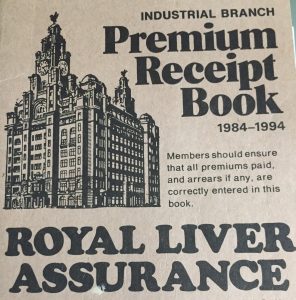 INDUSTRIAL BRANCH
Premium
Receipt
Book
1984–1994
Members should ensure
that all premiums paid,
and arrears if any, are
correctly entered in this
book.
ROYAL LIVER
ASSURANCE